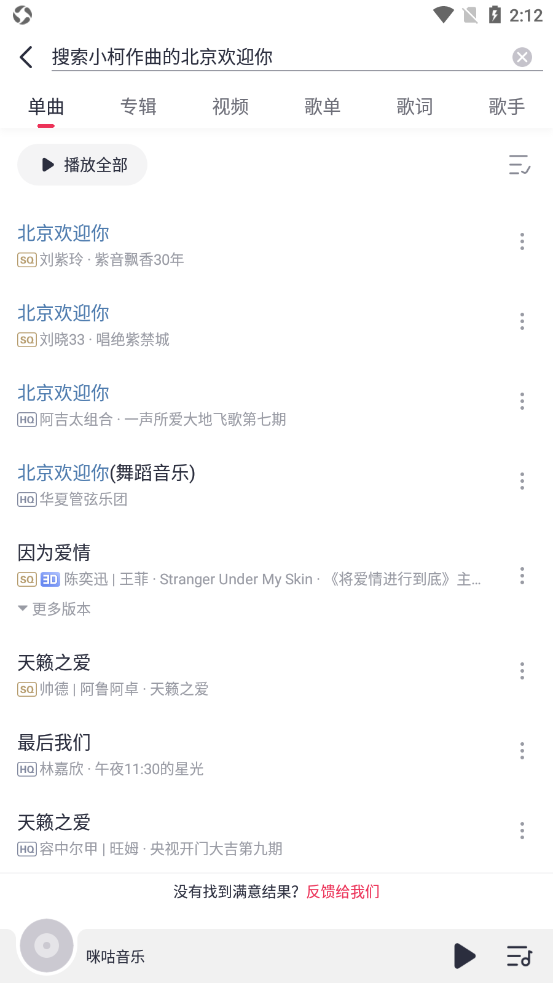 2:12
搜索小柯作曲的北京欢迎你
单曲 专辑 视频 歌单 歌词 歌手
播放全部
北京欢迎你
SQ 刘紫玲 · 紫音飘香30年
北京欢迎你
SQ 刘晓33 · 唱绝紫禁城
北京欢迎你
HQ 阿吉太组合 · 一声所爱大地飞歌第七期
北京欢迎你(舞蹈音乐)
HQ 华夏管弦乐团
因为爱情
SQ 3D 陈奕迅 | 王菲 · Stranger Under My Skin · 《将爱情进行到底》主...
更多版本
天籁之爱
SQ 帅德 | 阿鲁阿卓 · 天籁之爱
最后我们
HQ 林嘉欣 · 午夜11:30的星光
天籁之爱
HQ 容中尔甲 | 旺姆 · 央视开门大吉第九期
没有找到满意结果？反馈给我们
咪咕音乐